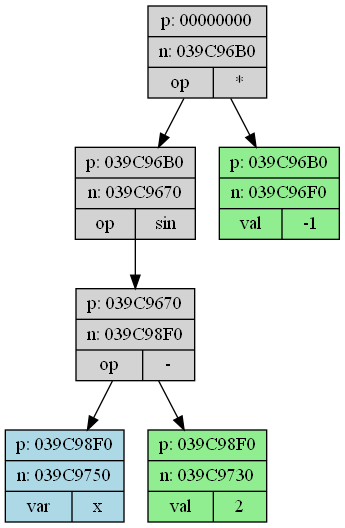 p: 00000000
n: 039C96B0
op *
p: 039C96B0
n: 039C9670
op sin
p: 039C96B0
n: 039C96F0
val -1
p: 039C9670
n: 039C98F0
op -
p: 039C98F0
n: 039C9750
var x
p: 039C98F0
n: 039C9730
val 2